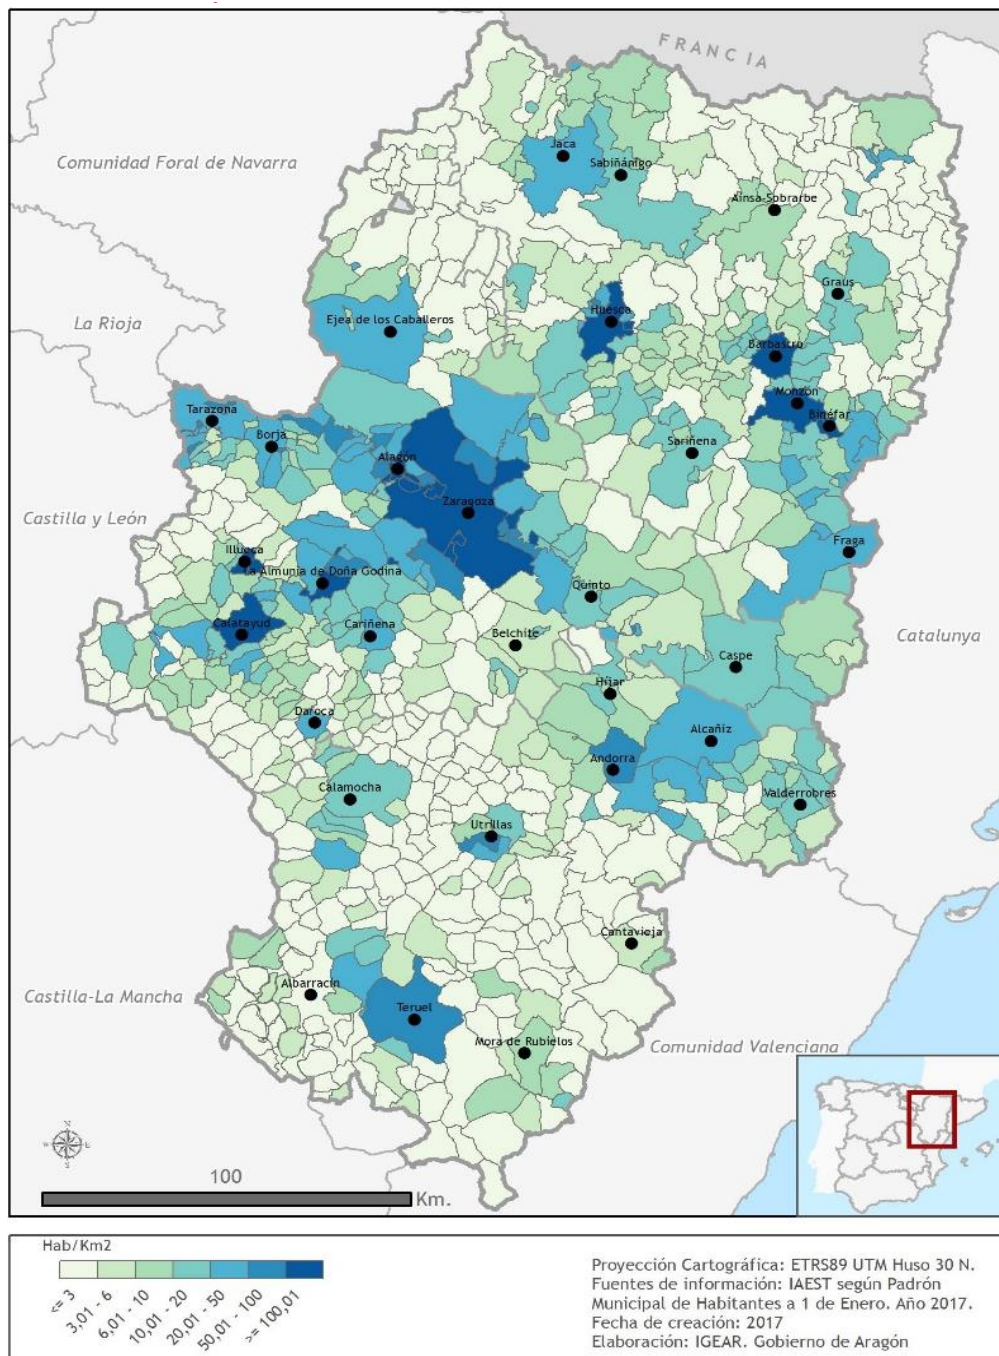 FRANCIA
Comunidad Foral de Navarra
Jaca
Sabiñánigo
Aínsa-Sobrarbe
Graus
La Rioja
Huesca
Ejea de los Caballeros
Barbastro
Monzón
Binéfar
Tarazona
Borja
Alagón
Sariñena
Zaragoza
Castilla y León
Fraga
Illueca
La Almunia de Doña Godina
Quinto
Calatayud
Cariñena
Belchite
Catalunya
Caspe
Híjar
Daroca
Alcañiz
Andorra
Calamocha
Valderrobres
Utrillas
Cantavieja
Albarracín
Castilla-La Mancha
Teruel
Mora de Rubielos
Comunidad Valenciana
N
W E
S
100
Km.
Hab/Km2
<= 3
3,01 - 6
6,01 - 10
10,01 - 20
20,01 - 50
50,01 - 100
>= 100,01
Proyección Cartográfica: ETRS89 UTM Huso 30 N.
Fuentes de información: IAEST según Padrón
Municipal de Habitantes a 1 de Enero. Año 2017.
Fecha de creación: 2017
Elaboración: IGEAR. Gobierno de Aragón